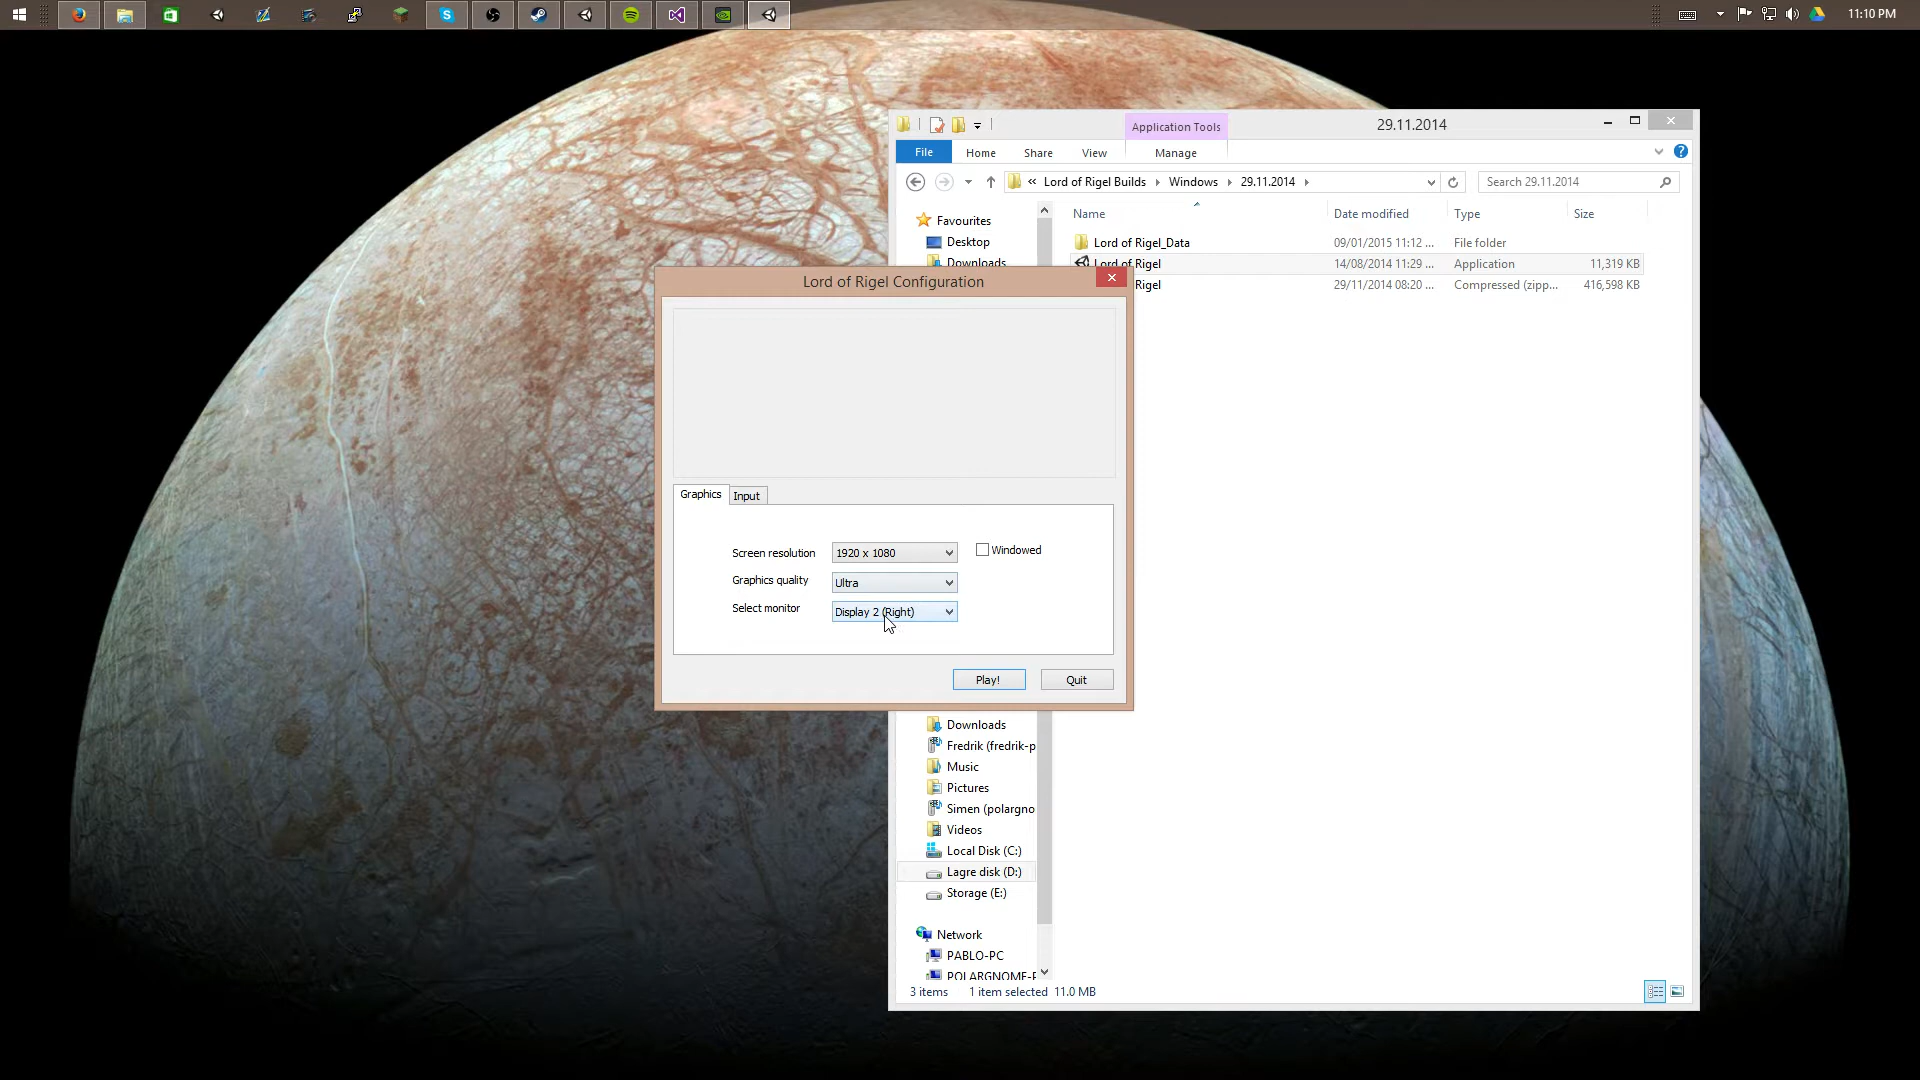 11:10 PM
Application Tools
29.11.2014
File
Home
Share
View
Manage
« Lord of Rigel Builds
Windows
29.11.2014
Search 29.11.2014
Name
Date modified
Type
Size
Favourites
Desktop
Downloads
Lord of Rigel_Data
09/01/2015 11:12 ...
File folder
Lord of Rigel
14/08/2014 11:29 ...
Application
11,319 KB
Rigel
29/11/2014 08:20 ...
Compressed (zipp...
416,598 KB
Lord of Rigel Configuration
Graphics
Input
Screen resolution
1920 x 1080
Windowed
Graphics quality
Ultra
Select monitor
Display 2 (Right)
Play!
Quit
Downloads
Fredrik (fredrik-p
Music
Pictures
Simen (polargno
Videos
Local Disk (C:)
Lagre disk (D:)
Storage (E:)
Network
PABLO-PC
POLARGNOME-P
3 items
1 item selected
11.0 MB